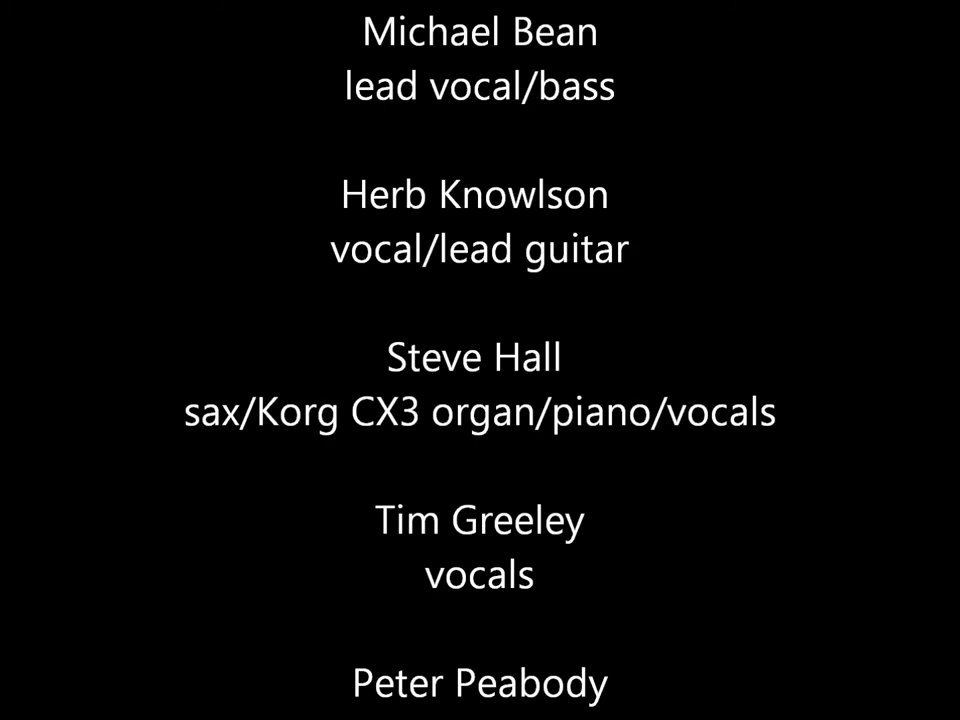 Michael Bean
lead vocal/bass
Herb Knowlson
vocal/lead guitar
Steve Hall
sax/Korg CX3 organ/piano/vocals
Tim Greeley
vocals
Peter Peabody